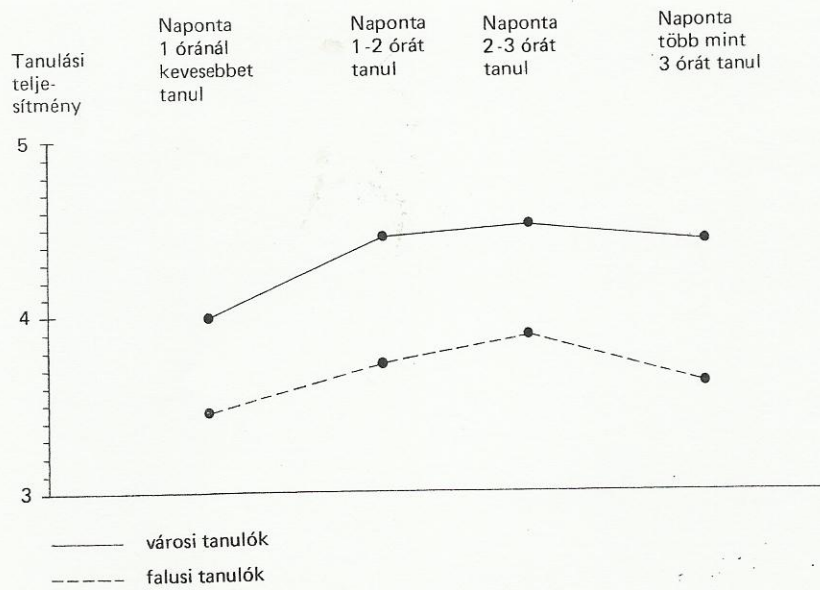 Tanulási
telje-
sítmény
Naponta
1 óránál
kevesebbet
tanul
Naponta
1-2 órát
tanul
Naponta
2-3 órát
tanul
Naponta
több mint
3 órát tanul
5
4
3
városi tanulók
falusi tanulók